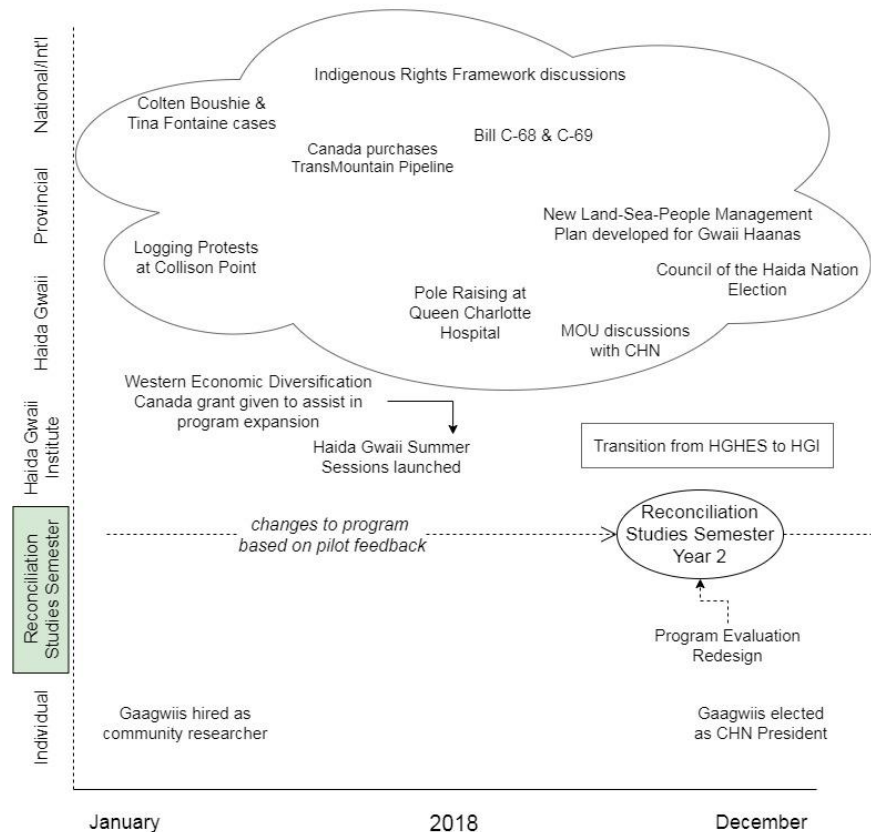 National/Int'l
Provincial
Haida Gwaii
Haida Gwaii
Institute
Reconciliation
Studies Semester
Individual
Indigenous Rights Framework discussions
Colten Boushie &
Tina Fontaine cases
Bill C-68 & C-69
Canada purchases
TransMountain Pipeline
New Land-Sea-People Management
Plan developed for Gwaii Haanas
Logging Protests
at Collison Point
Council of the Haida Nation
Election
Pole Raising at
Queen Charlotte
Hospital
MOU discussions
with CHN
Western Economic Diversification
Canada grant given to assist in
program expansion
Haida Gwaii Summer
Sessions launched
Transition from HGHES to HGI
changes to program
based on pilot feedback
Reconciliation
Studies Semester
Year 2
Program Evaluation
Redesign
Gaagwiis hired as
community researcher
Gaagwiis elected
as CHN President
January
2018
December